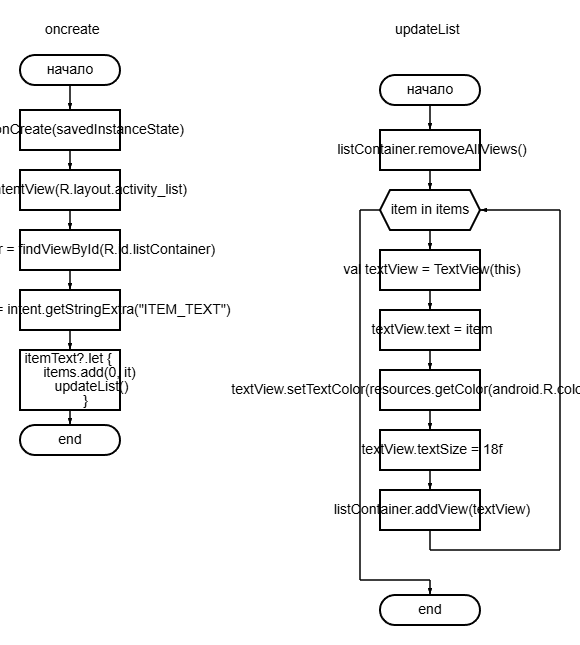 oncreate
начало
onCreate(savedInstanceState)
ntentView(R.layout.activity_list)
r = findViewById(R.id.listContainer)
= intent.getStringExtra("ITEM_TEXT")
itemText?.let {
items.add(0, it)
updateList()
}
end
updateList
начало
listContainer.removeAllViews()
item in items
val textView = TextView(this)
textView.text = item
textView.setTextColor(resources.getColor(android.R.colo
textView.textSize = 18f
listContainer.addView(textView)
end